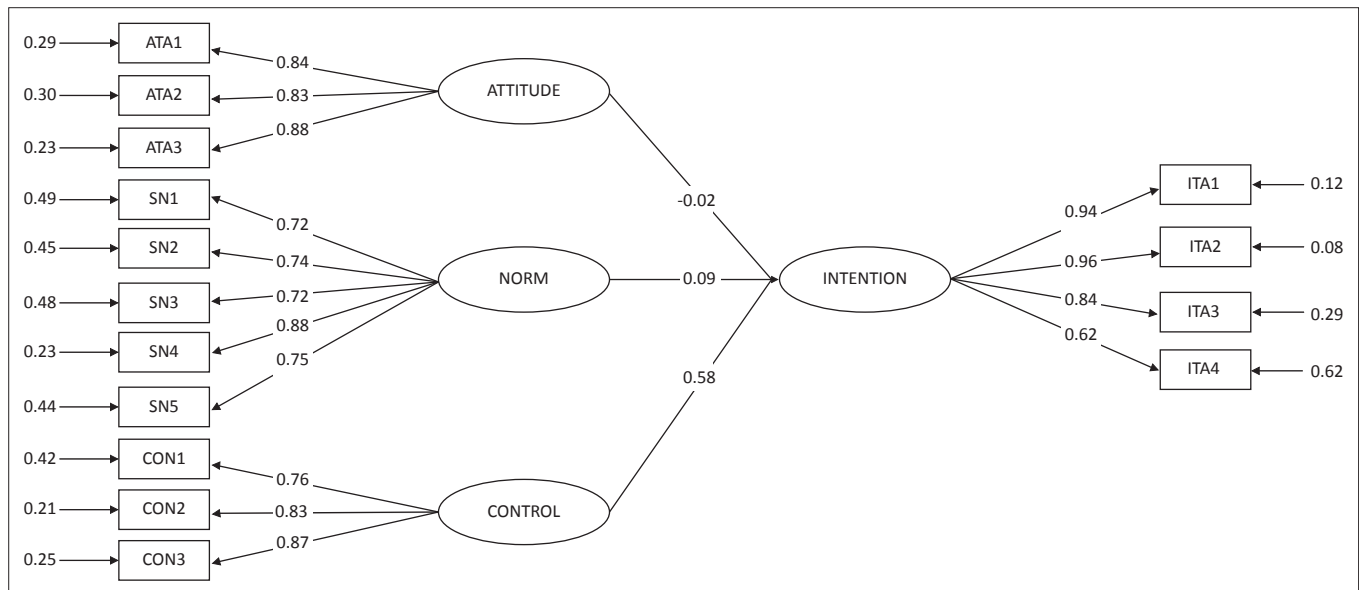 0.29 ATA1
0.84
0.30 ATA2 0.83 ATTITUDE
0.88
0.23 ATA3
0.49 SN1
0.72
0.45 SN2
0.74
0.48 SN3 0.72 NORM
0.88
0.23 SN4
0.75
0.44 SN5
0.42 CON1
0.76
0.21 CON2 0.83 CONTROL
0.87
0.25 CON3
-0.02
0.09 INTENTION
0.58
0.94 ITA1 0.12
0.96 ITA2 0.08
0.84 ITA3 0.29
0.62 ITA4 0.62